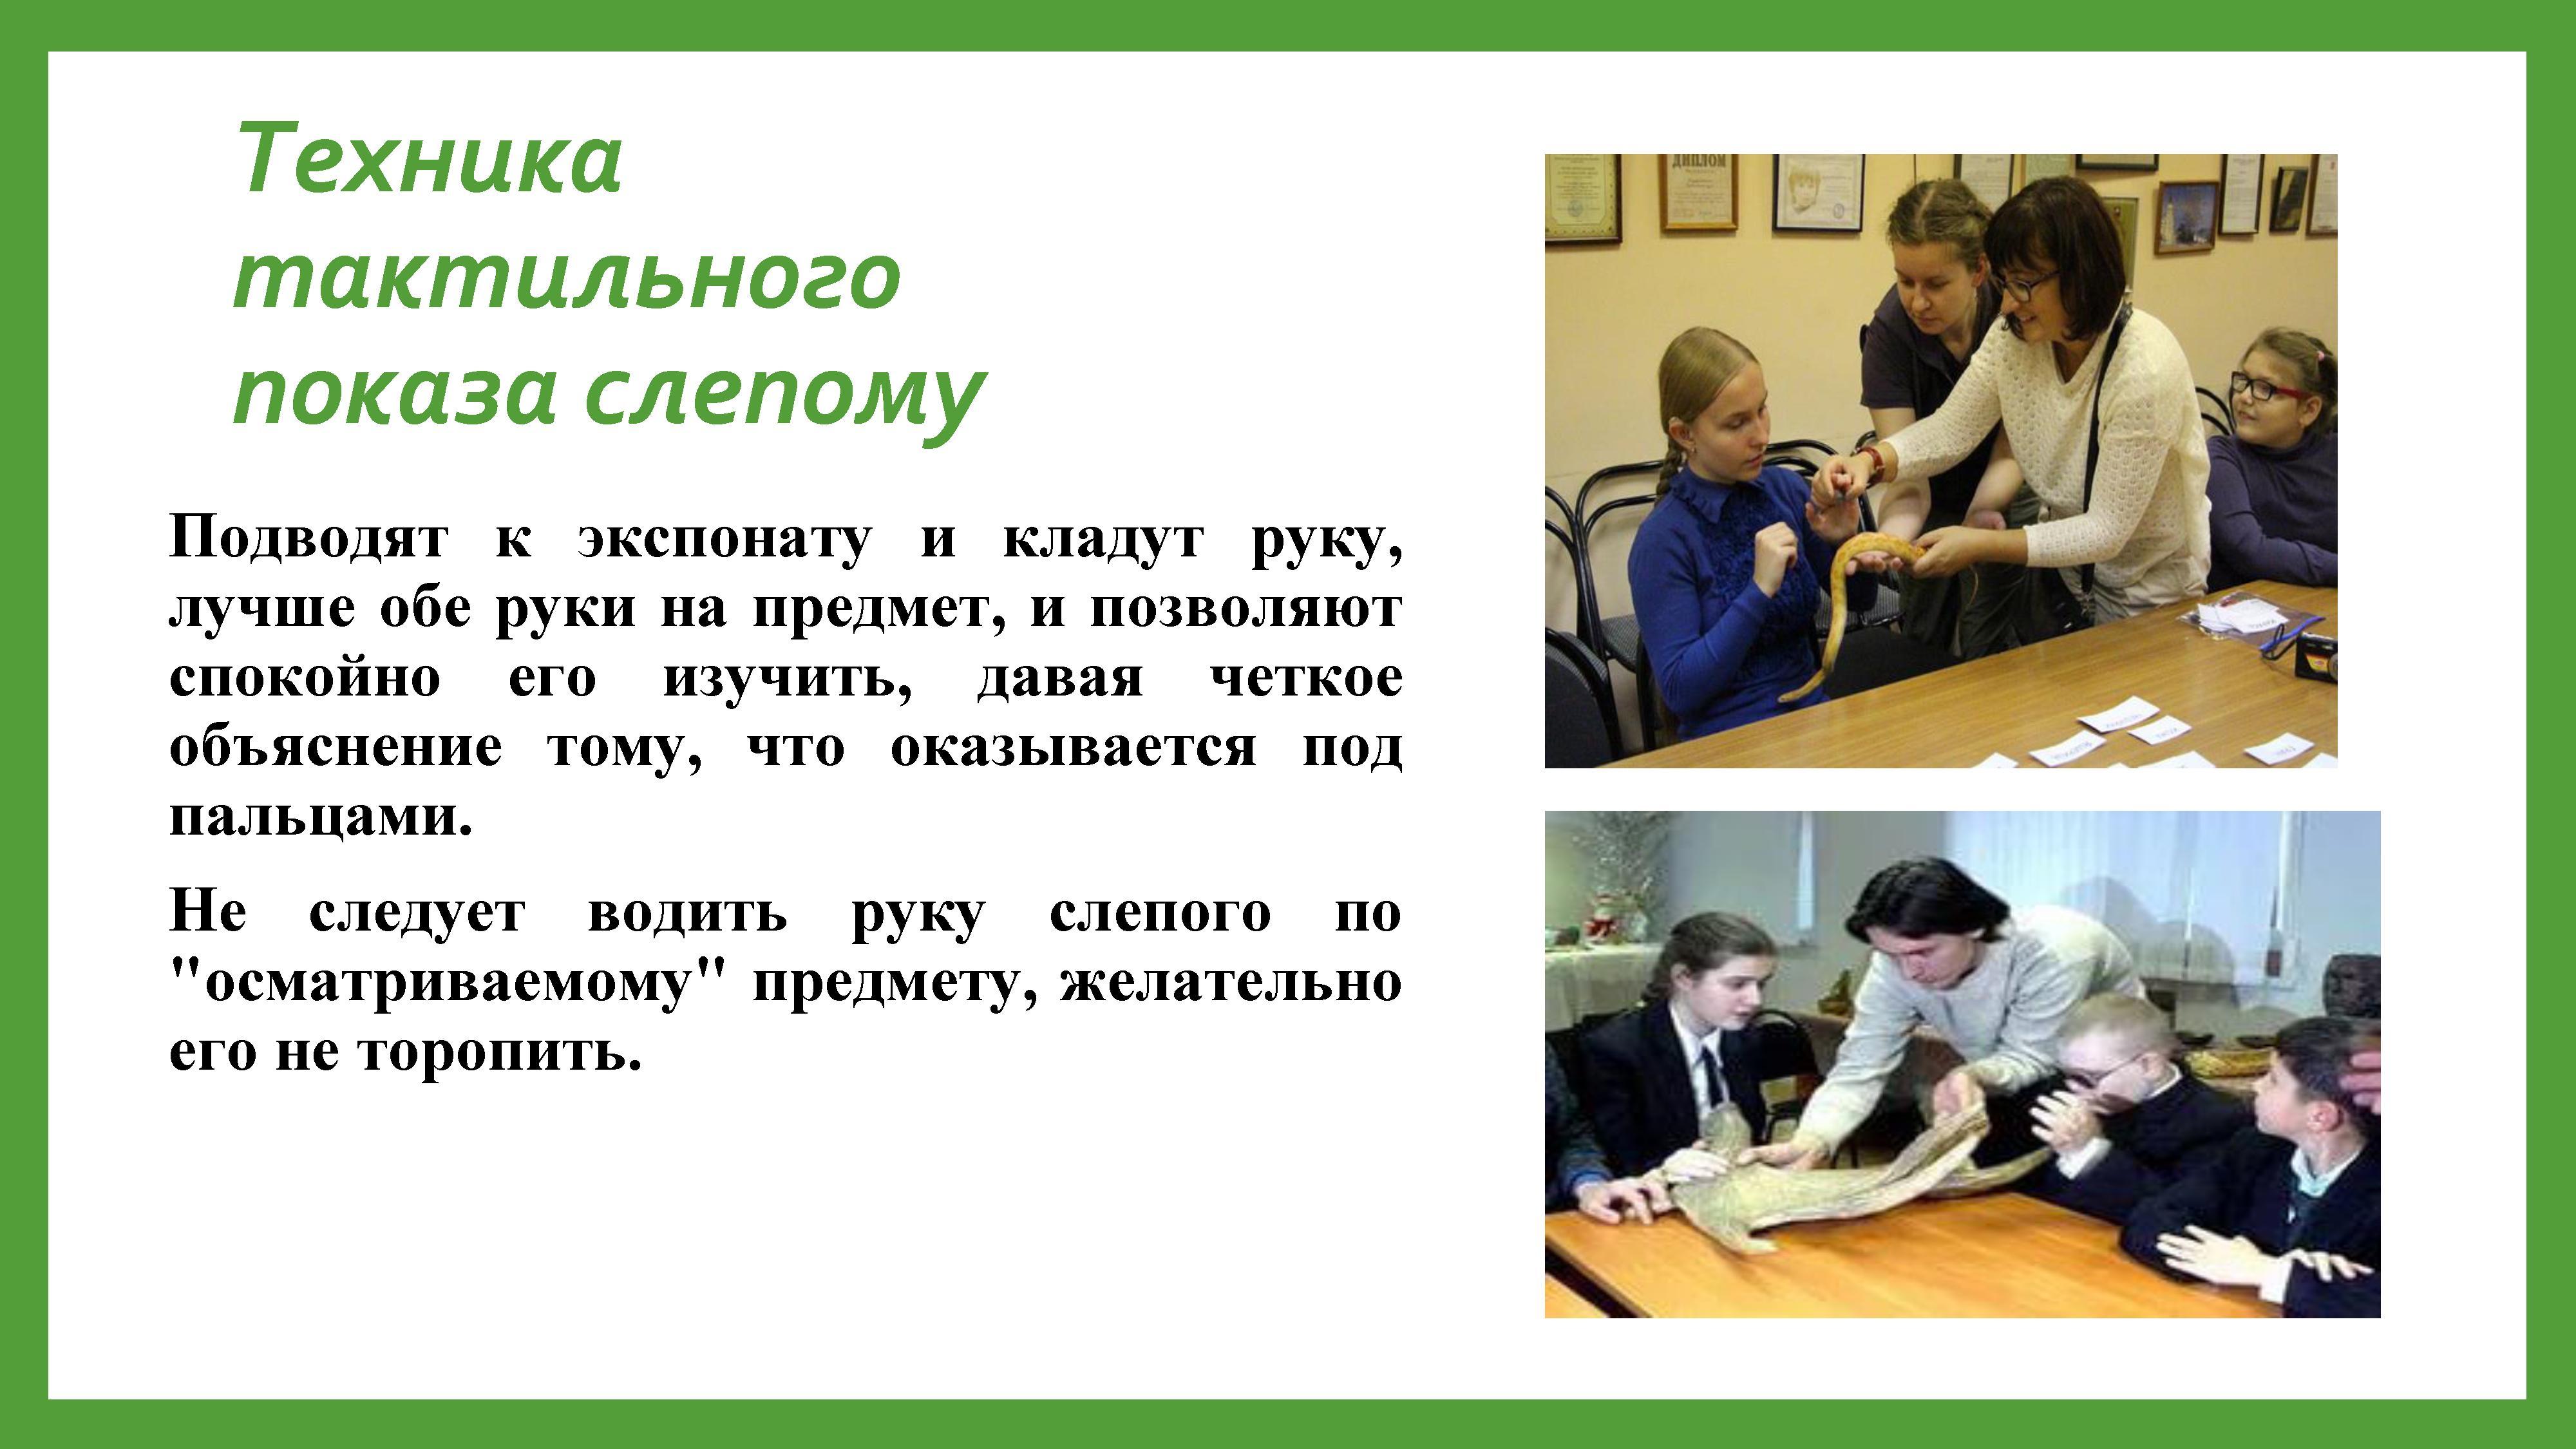 Техника
тактильного
показа слепому
Подводят к экспонату и кладут руку,
лучше обе руки на предмет, и позволяют
спокойно его изучить, давая четкое
объяснение тому, что оказывается под
пальцами.
Не следует водить руку слепого по
"осматриваемому" предмету, желательно
его не торопить.
ДИПЛОМ